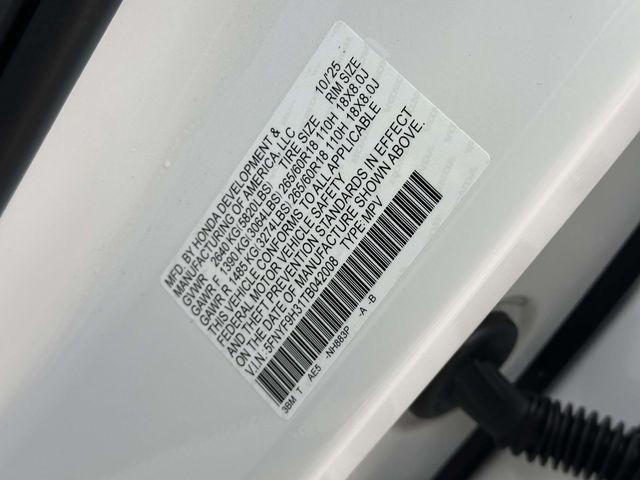 MFD. BY HONDA DEVELOPMENT & 10/25
MANUFACTURING OF AMERICA, LLC
GVWR 2640 KG(5820LBS) TIRE SIZE RIM SIZE
GAWR F 1390 KG(3064LBS) 265/60R18 110H 18X8.0J
GAWR R 1485 KG(3274LBS) 265/60R18 110H 18X8.0J
THIS VEHICLE CONFORMS TO ALL APPLICABLE
FEDERAL MOTOR VEHICLE SAFETY
AND THEFT PREVENTION STANDARDS IN EFFECT
ON THE DATE OF MANUFACTURE SHOWN ABOVE.
V.I.N. 5FNYF9H31TB042008 TYPE:MPV
3BM T AE5 -NH883P -A -B